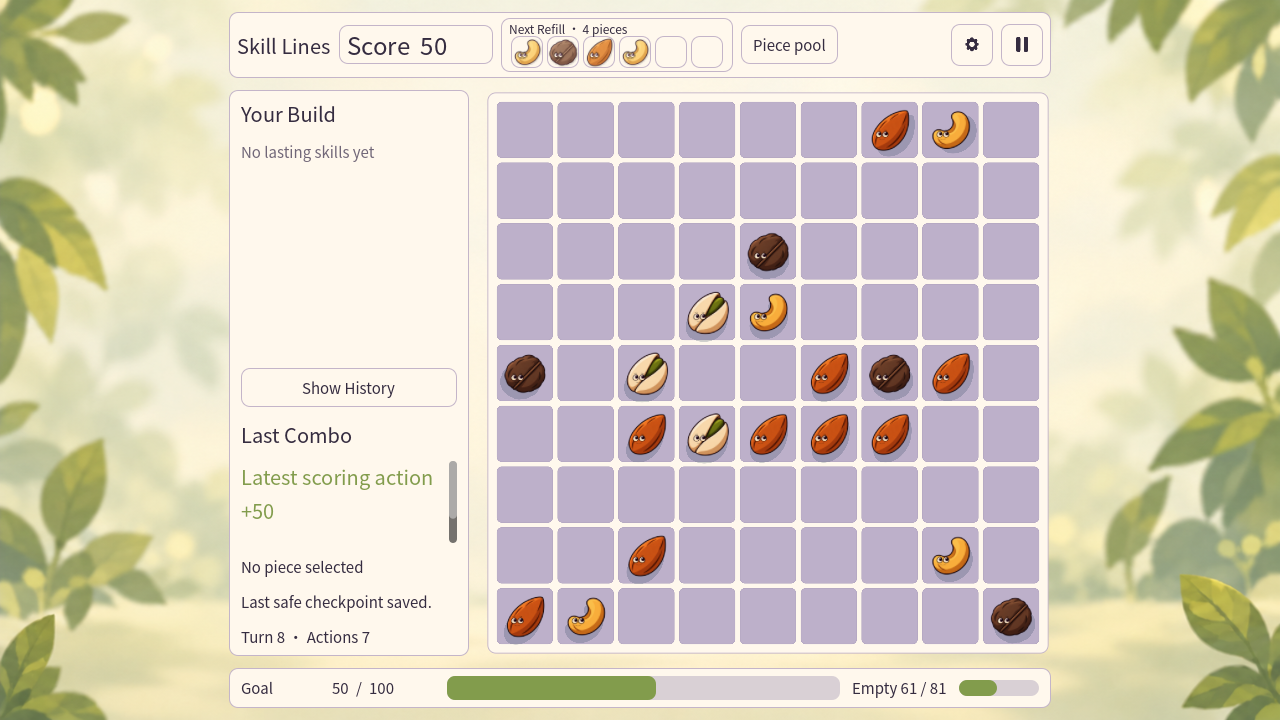 Skill Lines
Score 50
Next Refill • 4 pieces
Piece pool
Your Build
No lasting skills yet
Show History
Last Combo
Latest scoring action
+50
No piece selected
Last safe checkpoint saved.
Turn 8 • Actions 7
Goal
50 / 100
Empty 61 / 81